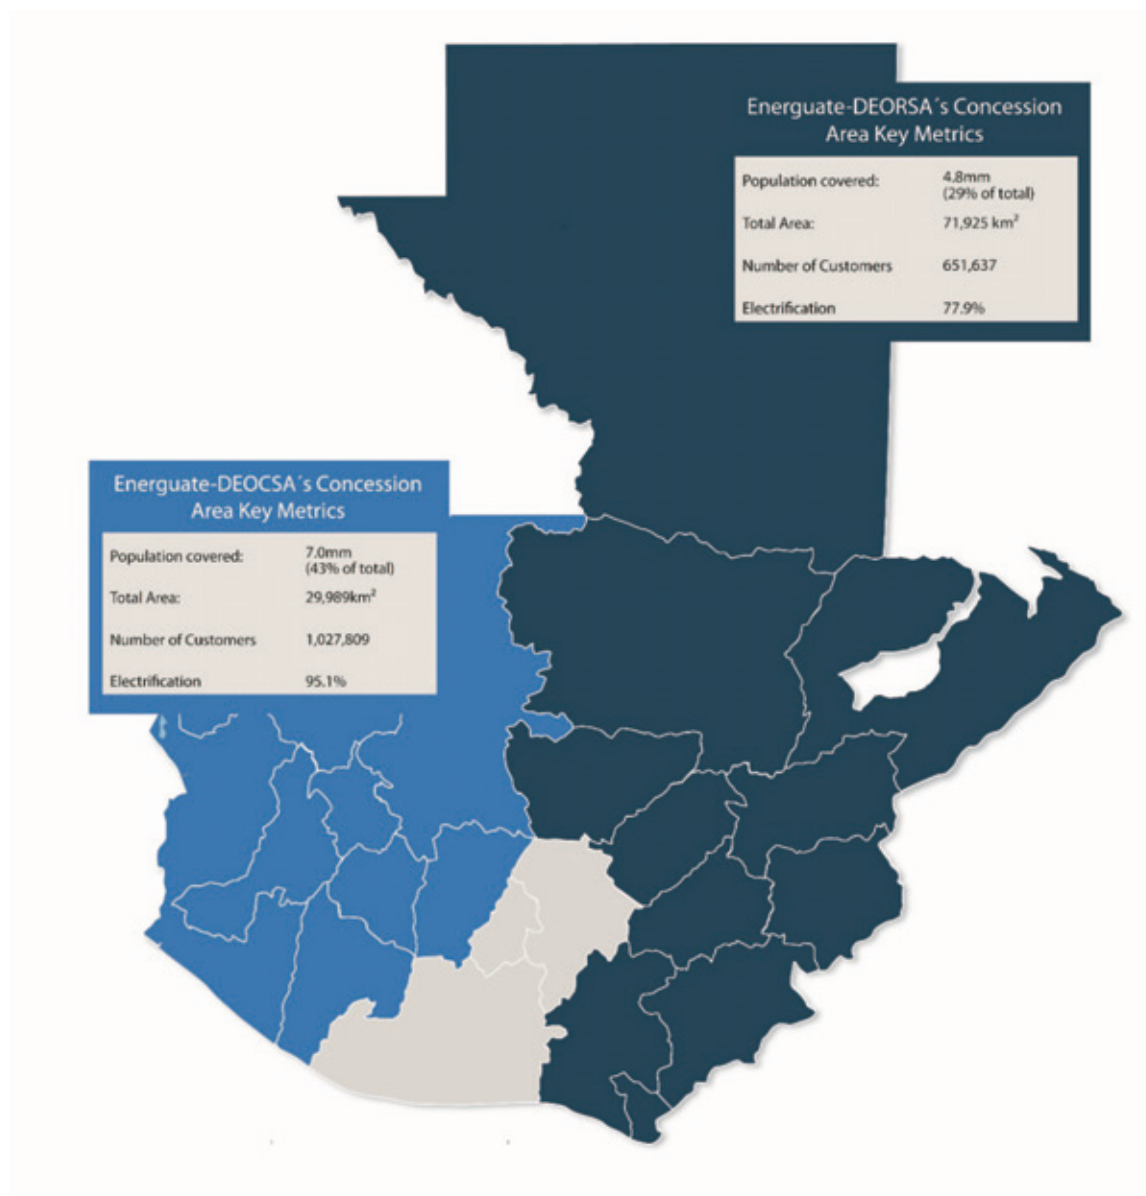 Energuate-DEORSA´s Concession
Area Key Metrics
Population covered: 4.8mm
(29% of total)
Total Area: 71,925 km²
Number of Customers 651,637
Electrification 77.9%
Energuate-DEOCSA´s Concession
Area Key Metrics
Population covered: 7.0mm
(43% of total)
Total Area: 29,989km²
Number of Customers 1,027,809
Electrification 95.1%